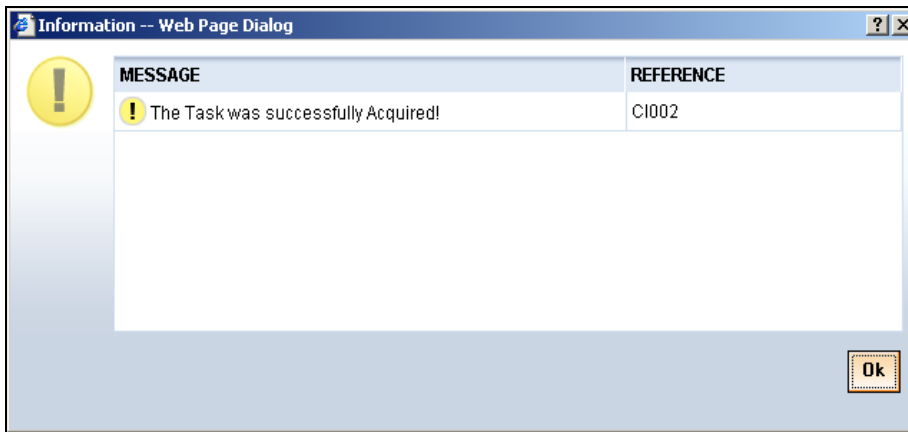 Information -- Web Page Dialog
MESSAGE REFERENCE
The Task was successfully Acquired! CI002
Ok